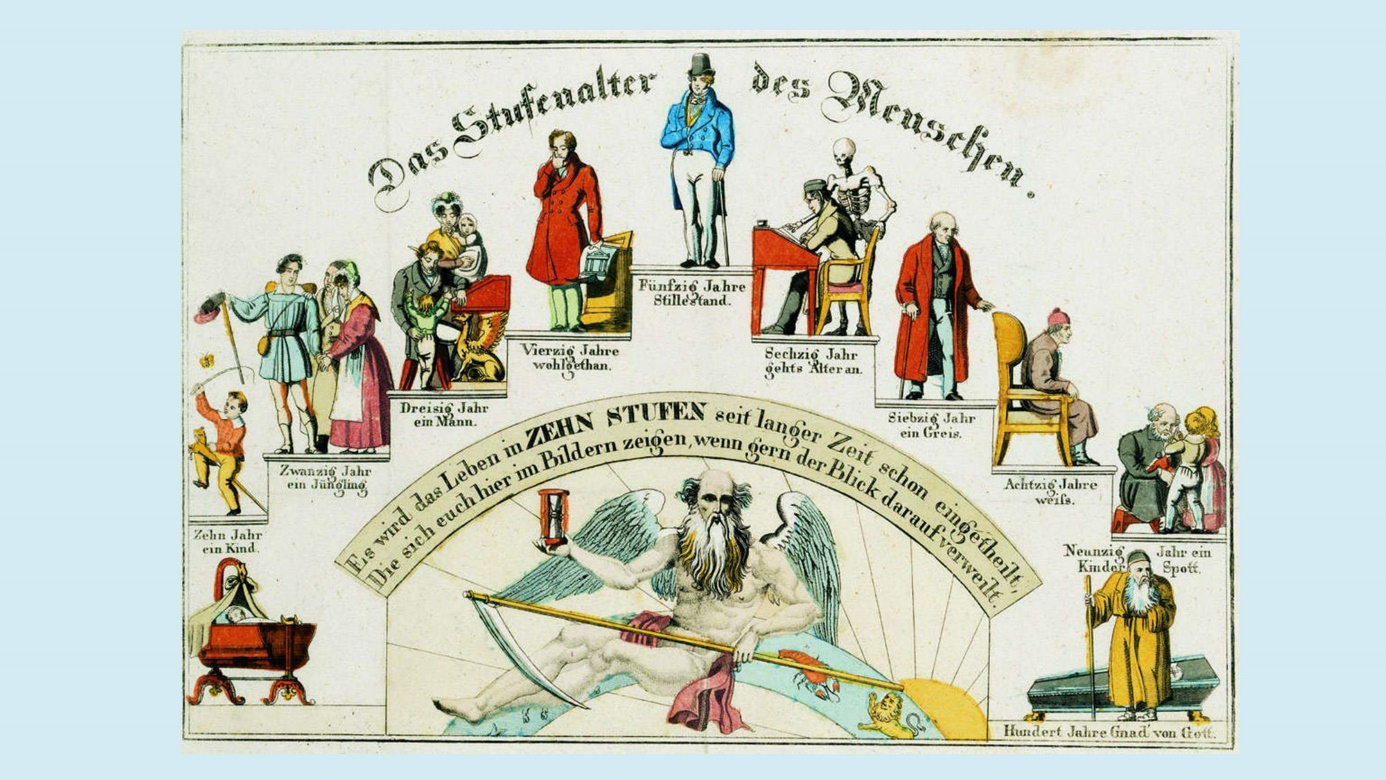 Das Stufenalter des Menschen.
Zehn Jahr
ein Kind.
Zwanzig Jahr
ein Jüngling.
Dreisig Jahr
ein Mann.
Vierzig Jahre
wohlgethan.
Fünfzig Jahre
Stillestand.
Sechzig Jahr
gehts Alter an.
Siebzig Jahr
ein Greis.
Achtzig Jahre
weifs.
Neunzig Jahr ein
Kinder Spott.
Hundert Jahre Gnad von Gott.
Es wird das Leben in ZEHN STUFEN seit langer Zeit schon eingetheilt,
Die sich euch hier im Bildern zeigen, wenn gern der Blick darauf verweilt.